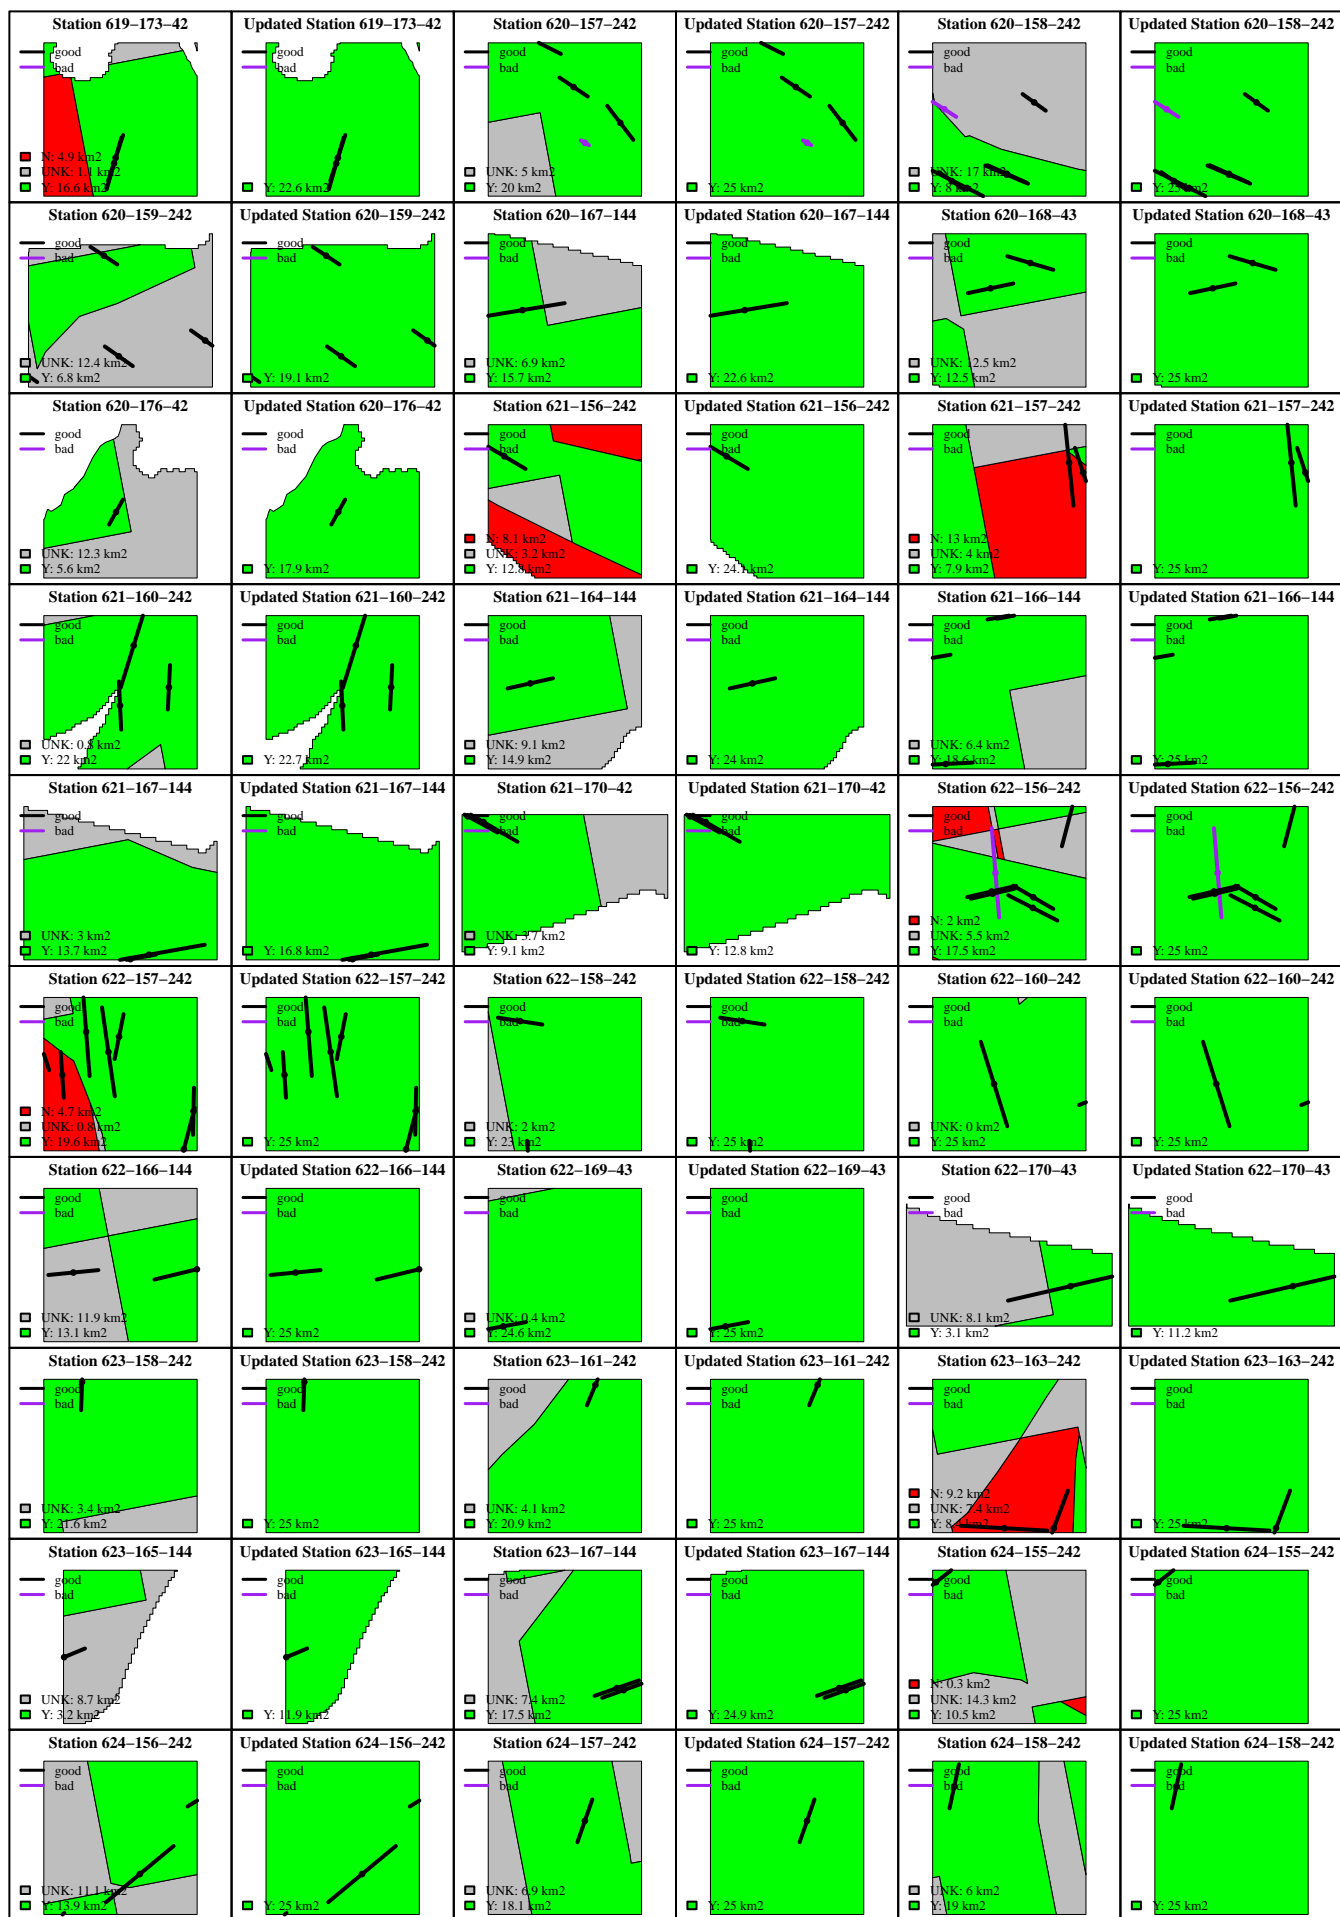 Station 619−173−42
good
bad
N: 4.9 km2
UNK: 1.1 km2
Y: 16.6 km2
Updated Station 619−173−42
good
bad
Y: 22.6 km2
Station 620−157−242
good
bad
UNK: 5 km2
Y: 20 km2
Updated Station 620−157−242
good
bad
Y: 25 km2
Station 620−158−242
good
bad
UNK: 17 km2
Y: 8 km2
Updated Station 620−158−242
good
bad
Y: 25 km2
Station 620−159−242
good
bad
UNK: 12.4 km2
Y: 6.8 km2
Updated Station 620−159−242
good
bad
Y: 19.1 km2
Station 620−167−144
good
bad
UNK: 6.9 km2
Y: 15.7 km2
Updated Station 620−167−144
good
bad
Y: 22.6 km2
Station 620−168−43
good
bad
UNK: 12.5 km2
Y: 12.5 km2
Updated Station 620−168−43
good
bad
Y: 25 km2
Station 620−176−42
good
bad
UNK: 12.3 km2
Y: 5.6 km2
Updated Station 620−176−42
good
bad
Y: 17.9 km2
Station 621−156−242
good
bad
N: 8.1 km2
UNK: 3.2 km2
Y: 12.8 km2
Updated Station 621−156−242
good
bad
Y: 24.1 km2
Station 621−157−242
good
bad
N: 13 km2
UNK: 4 km2
Y: 7.9 km2
Updated Station 621−157−242
good
bad
Y: 25 km2
Station 621−160−242
good
bad
UNK: 0.8 km2
Y: 22 km2
Updated Station 621−160−242
good
bad
Y: 22.7 km2
Station 621−164−144
good
bad
UNK: 9.1 km2
Y: 14.9 km2
Updated Station 621−164−144
good
bad
Y: 24 km2
Station 621−166−144
good
bad
UNK: 6.4 km2
Y: 18.6 km2
Updated Station 621−166−144
good
bad
Y: 25 km2
Station 621−167−144
good
bad
UNK: 3 km2
Y: 13.7 km2
Updated Station 621−167−144
good
bad
Y: 16.8 km2
Station 621−170−42
good
bad
UNK: 3.7 km2
Y: 9.1 km2
Updated Station 621−170−42
good
bad
Y: 12.8 km2
Station 622−156−242
good
bad
N: 2 km2
UNK: 5.5 km2
Y: 17.5 km2
Updated Station 622−156−242
good
bad
Y: 25 km2
Station 622−157−242
good
bad
N: 4.7 km2
UNK: 0.8 km2
Y: 19.6 km2
Updated Station 622−157−242
good
bad
Y: 25 km2
Station 622−158−242
good
bad
UNK: 2 km2
Y: 23 km2
Updated Station 622−158−242
good
bad
Y: 25 km2
Station 622−160−242
good
bad
UNK: 0 km2
Y: 25 km2
Updated Station 622−160−242
good
bad
Y: 25 km2
Station 622−166−144
good
bad
UNK: 11.9 km2
Y: 13.1 km2
Updated Station 622−166−144
good
bad
Y: 25 km2
Station 622−169−43
good
bad
UNK: 0.4 km2
Y: 24.6 km2
Updated Station 622−169−43
good
bad
Y: 25 km2
Station 622−170−43
good
bad
UNK: 8.1 km2
Y: 3.1 km2
Updated Station 622−170−43
good
bad
Y: 11.2 km2
Station 623−158−242
good
bad
UNK: 3.4 km2
Y: 21.6 km2
Updated Station 623−158−242
good
bad
Y: 25 km2
Station 623−161−242
good
bad
UNK: 4.1 km2
Y: 20.9 km2
Updated Station 623−161−242
good
bad
Y: 25 km2
Station 623−163−242
good
bad
N: 9.2 km2
UNK: 7.4 km2
Y: km2
Updated Station 623−163−242
good
bad
Y: 25 km2
Station 623−165−144
good
bad
UNK: 8.7 km2
Y: 3.2 km2
Updated Station 623−165−144
good
bad
Y: 11.9 km2
Station 623−167−144
good
bad
UNK: 7.4 km2
Y: 17.5 km2
Updated Station 623−167−144
good
bad
Y: 24.9 km2
Station 624−155−242
good
bad
N: 0.3 km2
UNK: 14.3 km2
Y: 10.5 km2
Updated Station 624−155−242
good
bad
Y: 25 km2
Station 624−156−242
good
bad
UNK: 11.1 km2
Y: 13.9 km2
Updated Station 624−156−242
good
bad
Y: 25 km2
Station 624−157−242
good
bad
UNK: 6.9 km2
Y: 18.1 km2
Updated Station 624−157−242
good
bad
Y: 25 km2
Station 624−158−242
good
bad
UNK: 6 km2
Y: 19 km2
Updated Station 624−158−242
good
bad
Y: 25 km2